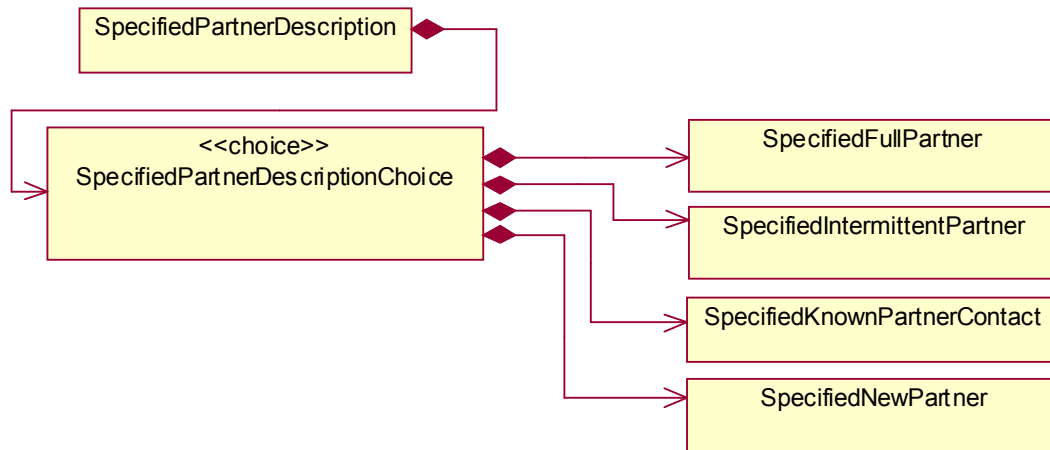 SpecifiedPartnerDescription
<<choice>>
SpecifiedPartnerDescriptionChoice
SpecifiedFullPartner
SpecifiedIntermittentPartner
SpecifiedKnownPartnerContact
SpecifiedNewPartner